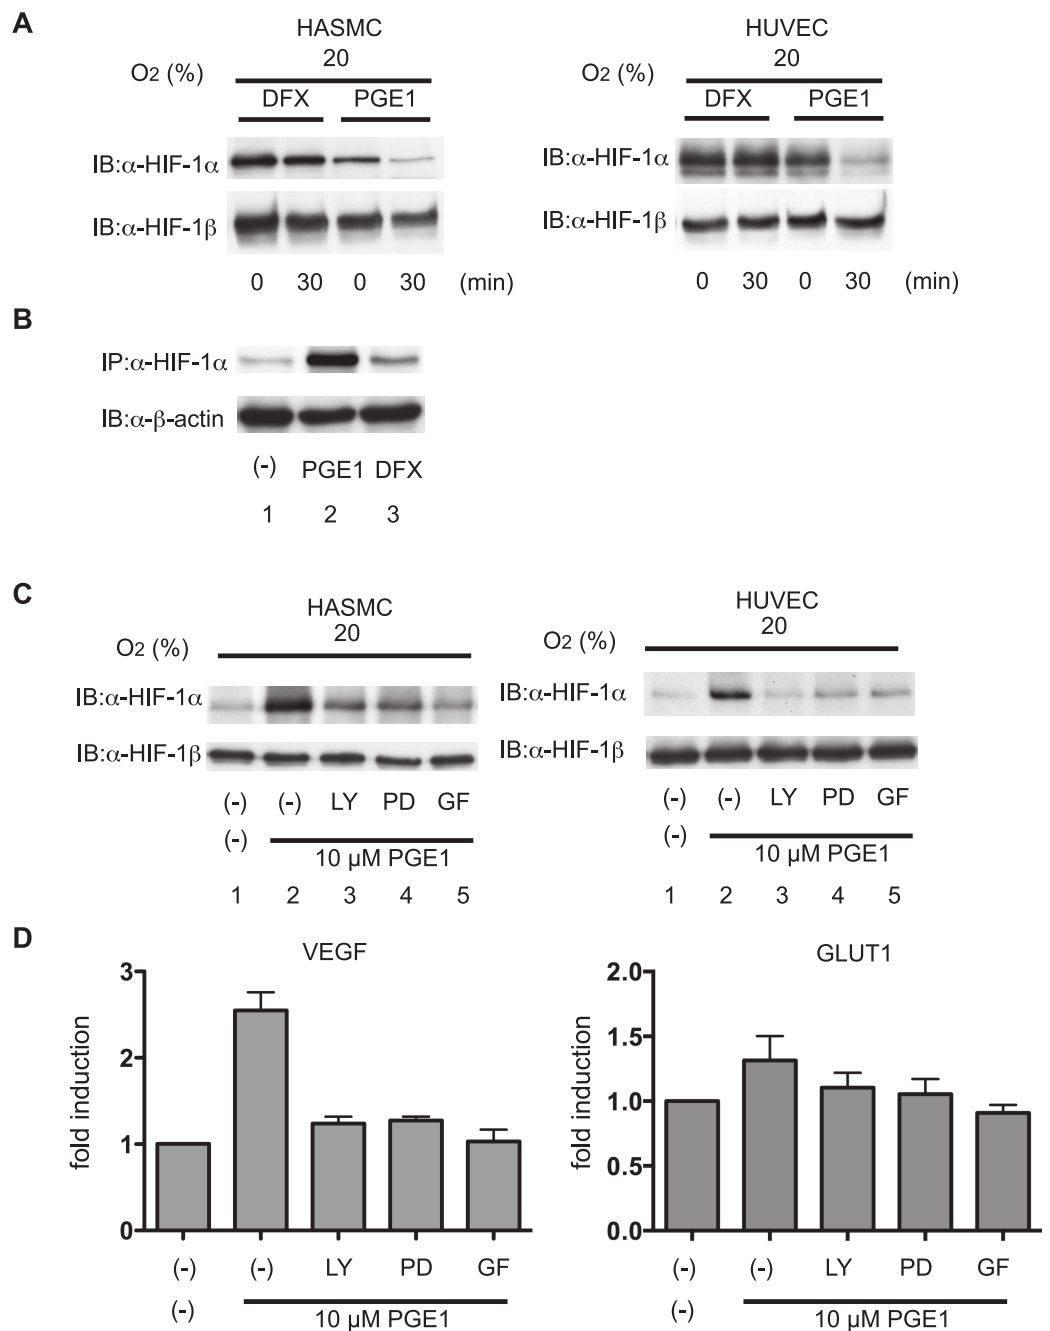 A
HASMC
20
O2 (%)
DFX PGE1
IB:α-HIF-1α
IB:α-HIF-1β
0 30 0 30 (min)
HUVEC
20
O2 (%)
DFX PGE1
IB:α-HIF-1α
IB:α-HIF-1β
0 30 0 30 (min)
B
IP:α-HIF-1α
IB:α-β-actin
(-) PGE1 DFX
1 2 3
C
HASMC
20
O2 (%)
IB:α-HIF-1α
IB:α-HIF-1β
(-) (-) LY PD GF
(-)
10 μM PGE1
1 2 3 4 5
HUVEC
20
O2 (%)
IB:α-HIF-1α
IB:α-HIF-1β
(-) (-) LY PD GF
(-)
10 μM PGE1
1 2 3 4 5
D
VEGF
fold induction
3
2
1
0
(-) (-) LY PD GF
(-)
10 μM PGE1
GLUT1
fold induction
2.0
1.5
1.0
0.5
0.0
(-) (-) LY PD GF
(-)
10 μM PGE1